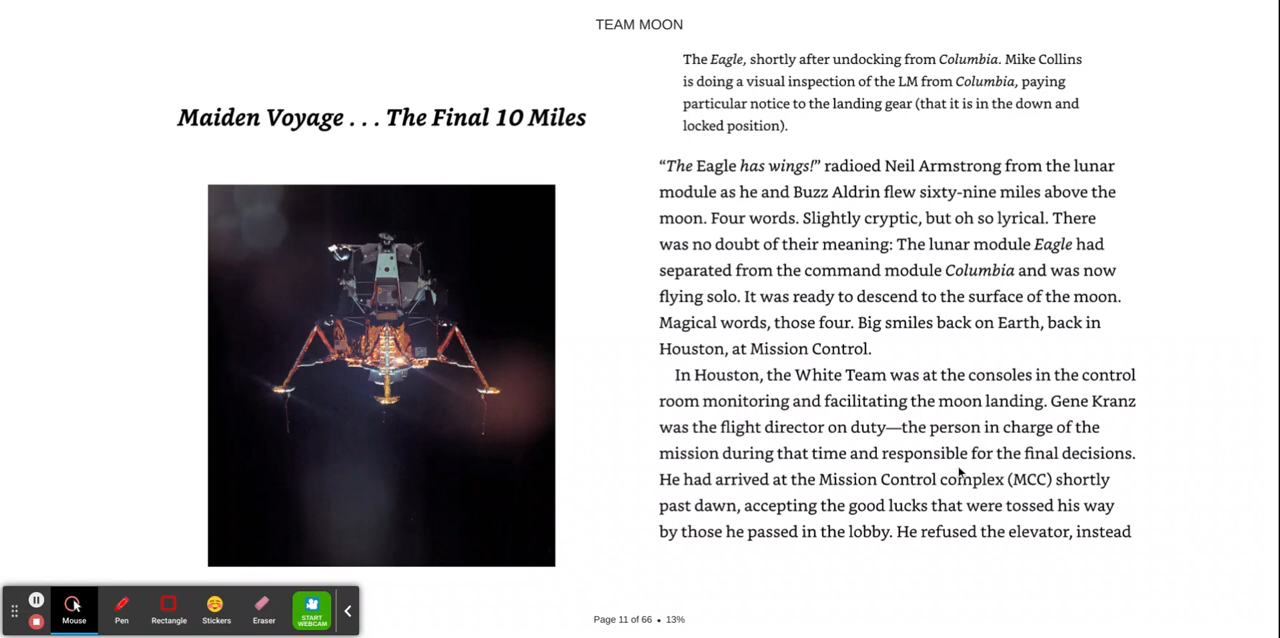 TEAM MOON
Maiden Voyage . . . The Final 10 Miles
The Eagle, shortly after undocking from Columbia. Mike Collins
is doing a visual inspection of the LM from Columbia, paying
particular notice to the landing gear (that it is in the down and
locked position).
“The Eagle has wings!” radioed Neil Armstrong from the lunar
module as he and Buzz Aldrin flew sixty-nine miles above the
moon. Four words. Slightly cryptic, but oh so lyrical. There
was no doubt of their meaning: The lunar module Eagle had
separated from the command module Columbia and was now
flying solo. It was ready to descend to the surface of the moon.
Magical words, those four. Big smiles back on Earth, back in
Houston, at Mission Control.
In Houston, the White Team was at the consoles in the control
room monitoring and facilitating the moon landing. Gene Kranz
was the flight director on duty—the person in charge of the
mission during that time and responsible for the final decisions.
He had arrived at the Mission Control complex (MCC) shortly
past dawn, accepting the good lucks that were tossed his way
by those he passed in the lobby. He refused the elevator, instead
Mouse
Pen
Rectangle
Stickers
Eraser
START
WEBCAM
Page 11 of 66 • 13%